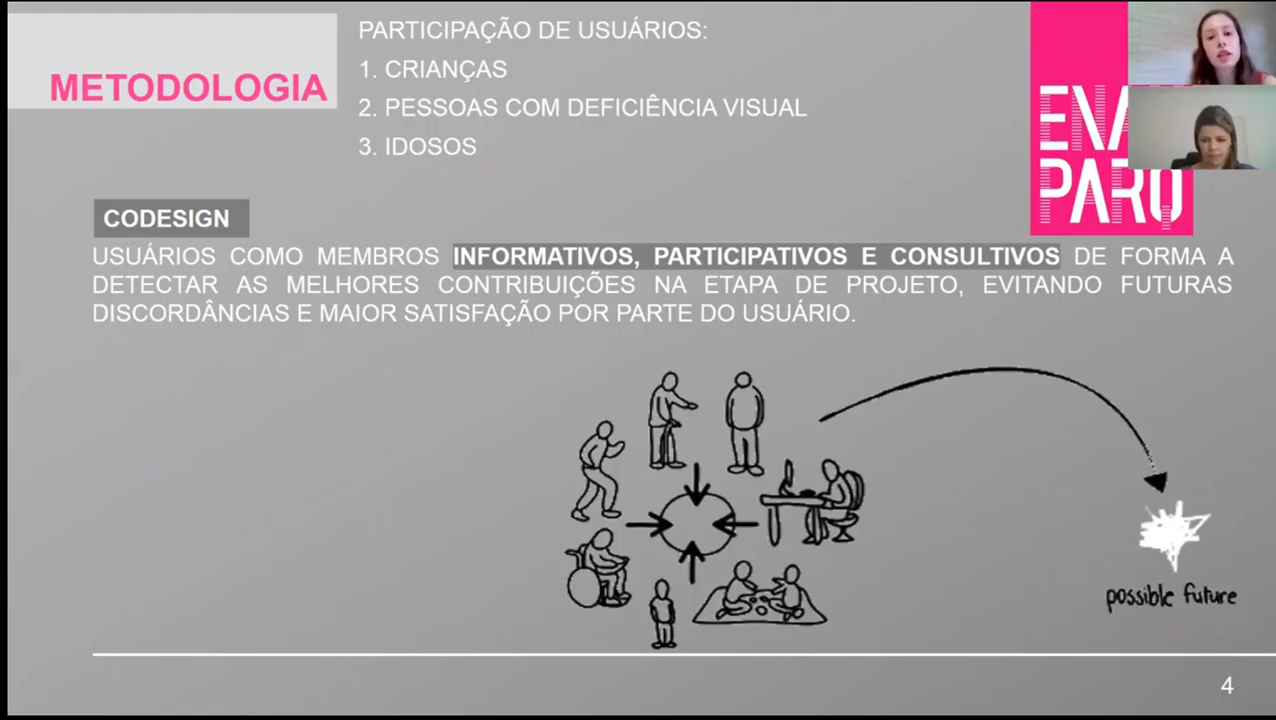 METODOLOGIA
PARTICIPAÇÃO DE USUÁRIOS:
1. CRIANÇAS
2. PESSOAS COM DEFICIÊNCIA VISUAL
3. IDOSOS
ENA
PARQ
CODESIGN
USUÁRIOS COMO MEMBROS INFORMATIVOS, PARTICIPATIVOS E CONSULTIVOS DE FORMA A
DETECTAR AS MELHORES CONTRIBUIÇÕES NA ETAPA DE PROJETO, EVITANDO FUTURAS
DISCORDÂNCIAS E MAIOR SATISFAÇÃO POR PARTE DO USUÁRIO.
possible future
4